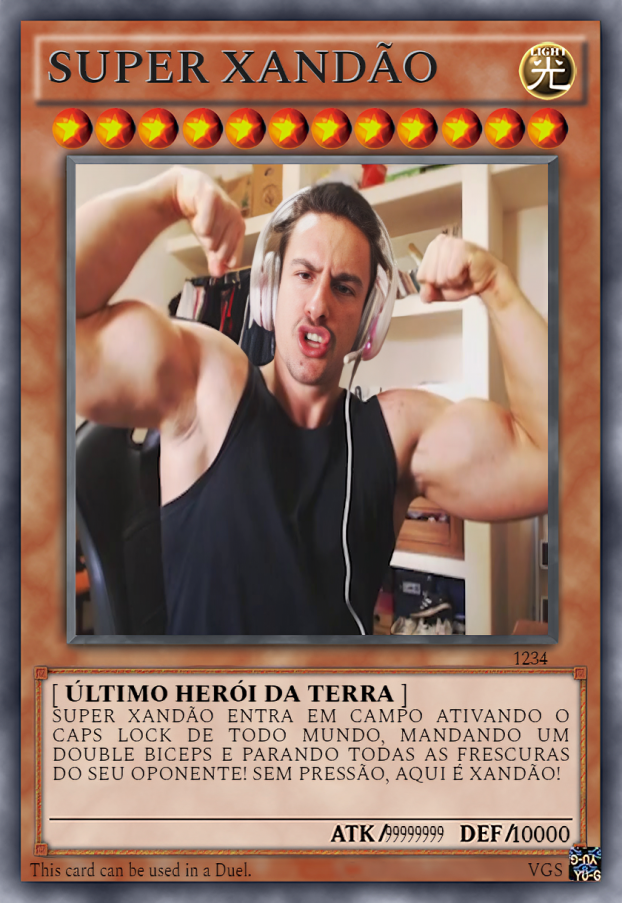 SUPER XANDÃO
LIGHT
光
1234
[ ÚLTIMO HERÓI DA TERRA ]
SUPER XANDÃO ENTRA EM CAMPO ATIVANDO O
CAPS LOCK DE TODO MUNDO, MANDANDO UM
DOUBLE BICEPS E PARANDO TODAS AS FRESCURAS
DO SEU OPONENTE! SEM PRESSÃO, AQUI É XANDÃO!
ATK/99999999 DEF/10000
This card can be used in a Duel.
VGS
YU-G
YU-G